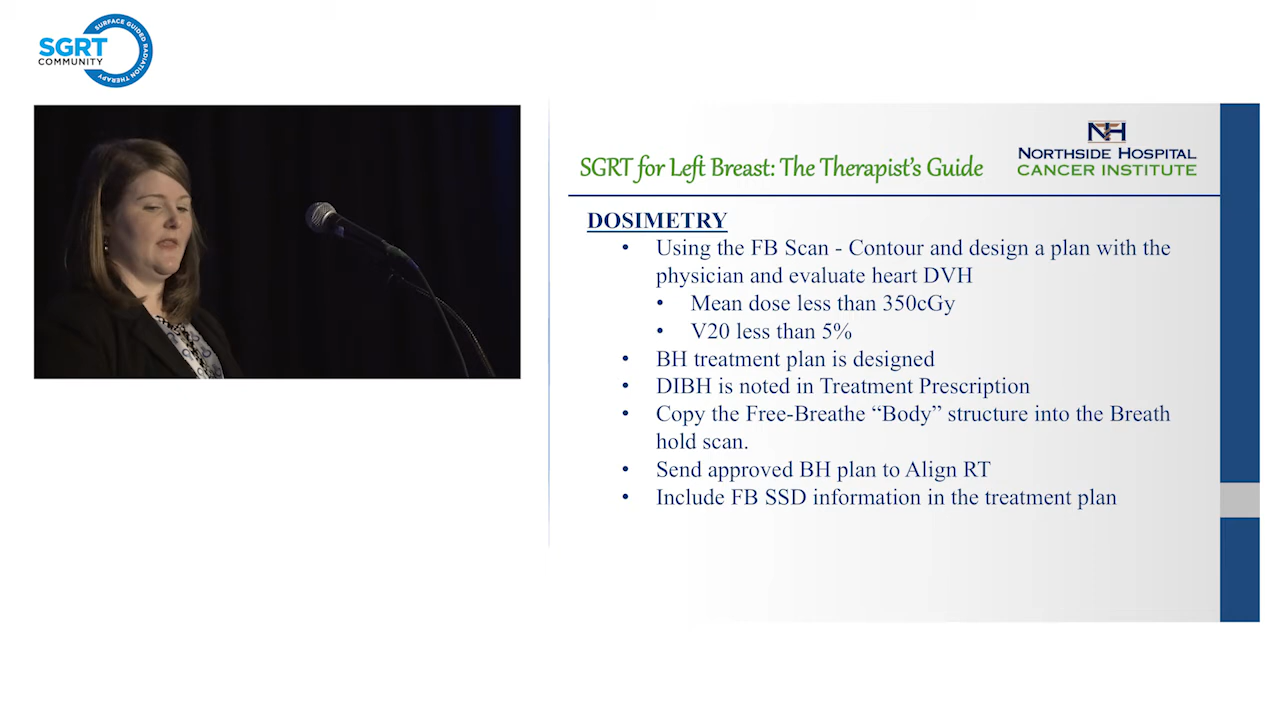 SURFACE GUIDED RADIATION THERAPY
SGRT
COMMUNITY
NH
NORTHSIDE HOSPITAL
CANCER INSTITUTE
SGRT for Left Breast: The Therapist's Guide
DOSIMETRY
• Using the FB Scan - Contour and design a plan with the
physician and evaluate heart DVH
• Mean dose less than 350cGy
• V20 less than 5%
• BH treatment plan is designed
• DIBH is noted in Treatment Prescription
• Copy the Free-Breathe “Body” structure into the Breath
hold scan.
• Send approved BH plan to Align RT
• Include FB SSD information in the treatment plan